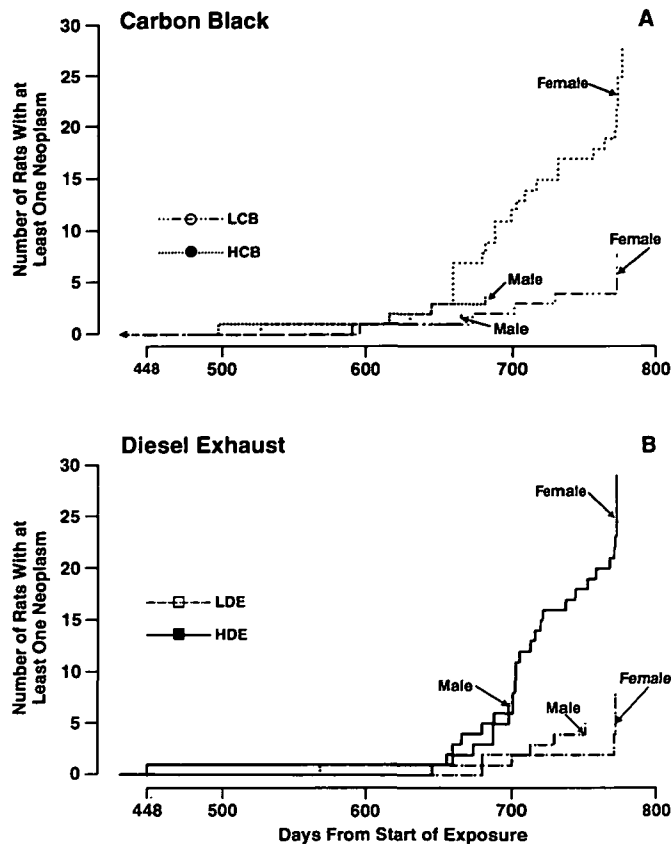 Carbon Black
A
Number of Rats With at
Least One Neoplasm
30
25
20
15
10
5
0
LCB
HCB
Female
Male
Female
Male
448
500
600
700
800
Diesel Exhaust
B
Number of Rats With at
Least One Neoplasm
30
25
20
15
10
5
0
LDE
HDE
Female
Male
Male
Female
448
500
600
700
800
Days From Start of Exposure